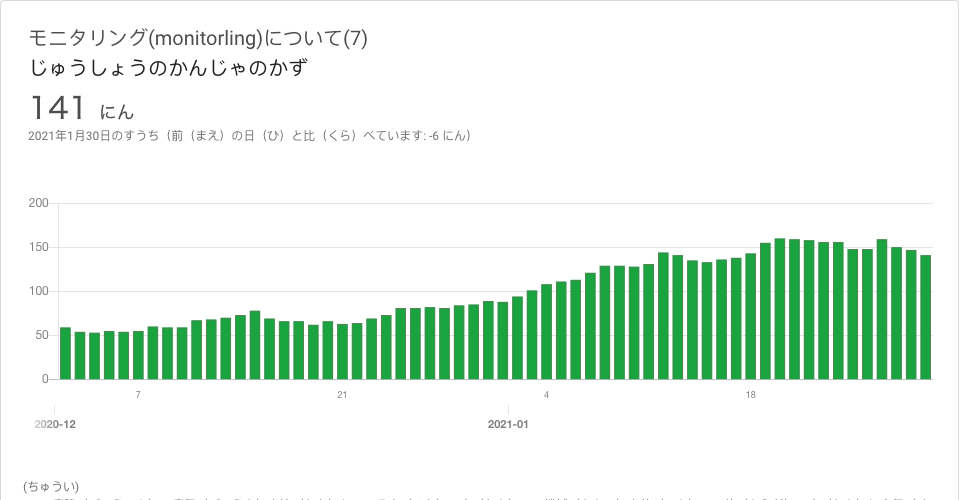 モニタリング(monitorling)について(7)
じゅうしょうのかんじゃのかず
141 にん
2021年1月30日のすうち（前（まえ）の日（ひ）と比（くら）べています: -6 にん）
200
150
100
50
0
7 21 4 18
2020-12 2021-01
(ちゅうい)